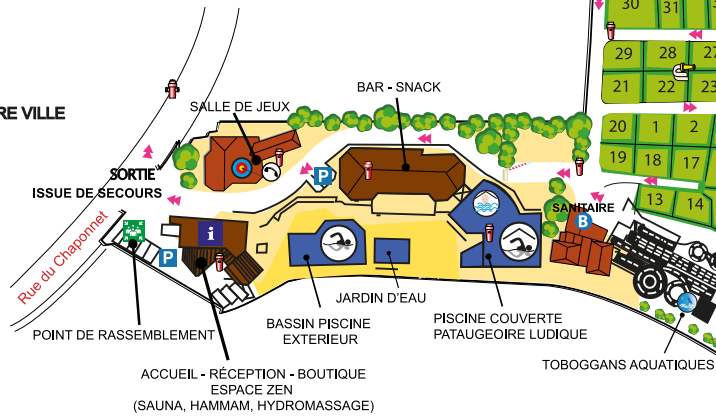 30 31
29 28 27
21 22 23
RE VILLE
BAR - SNACK
SALLE DE JEUX
20 1 2
19 18 17
13 14
SORTIE
ISSUE DE SECOURS
P
SANITAIRE
B
i
P
Rue du Chaponnet
JARDIN D'EAU
POINT DE RASSEMBLEMENT
BASSIN PISCINE
EXTERIEUR
PISCINE COUVERTE
PATAUGEOIRE LUDIQUE
TOBOGGANS AQUATIQUES
ACCUEIL - RÉCEPTION - BOUTIQUE
ESPACE ZEN
(SAUNA, HAMMAM, HYDROMASSAGE)